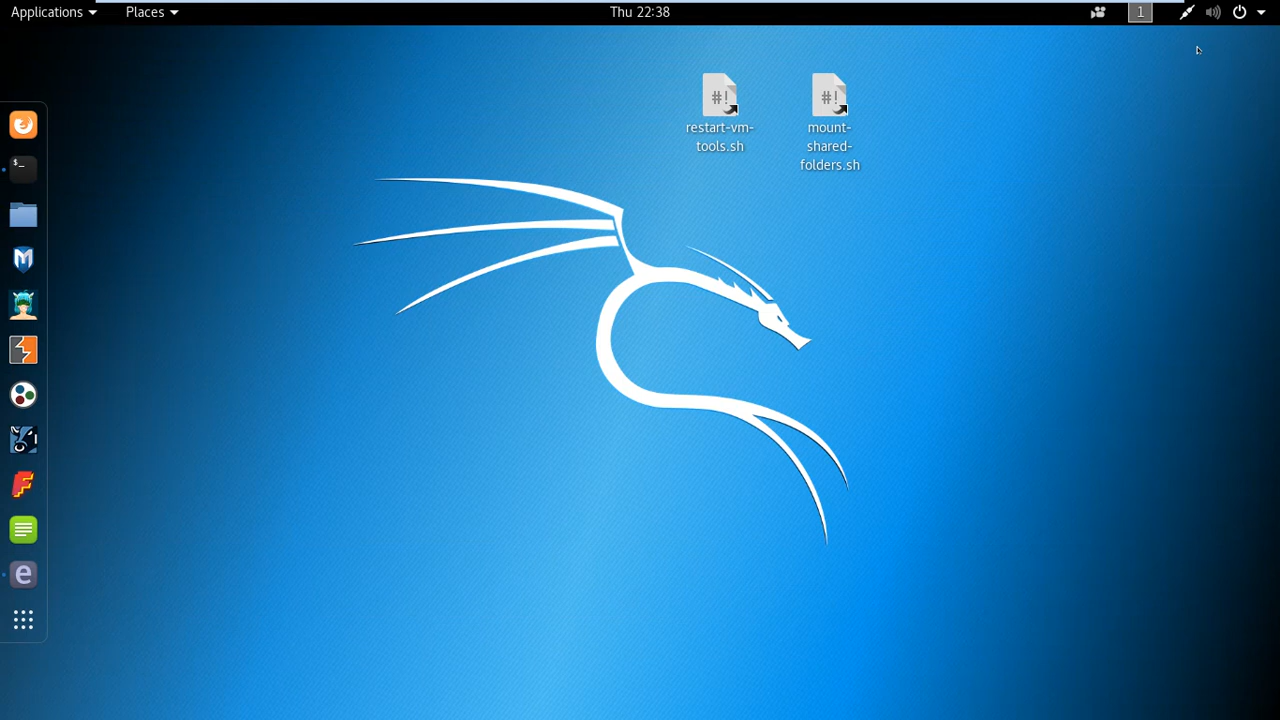 Applications
Places
Thu 22:38
1
#!
#!
restart-vm-
tools.sh
mount-
shared-
folders.sh
$_
M
F
e